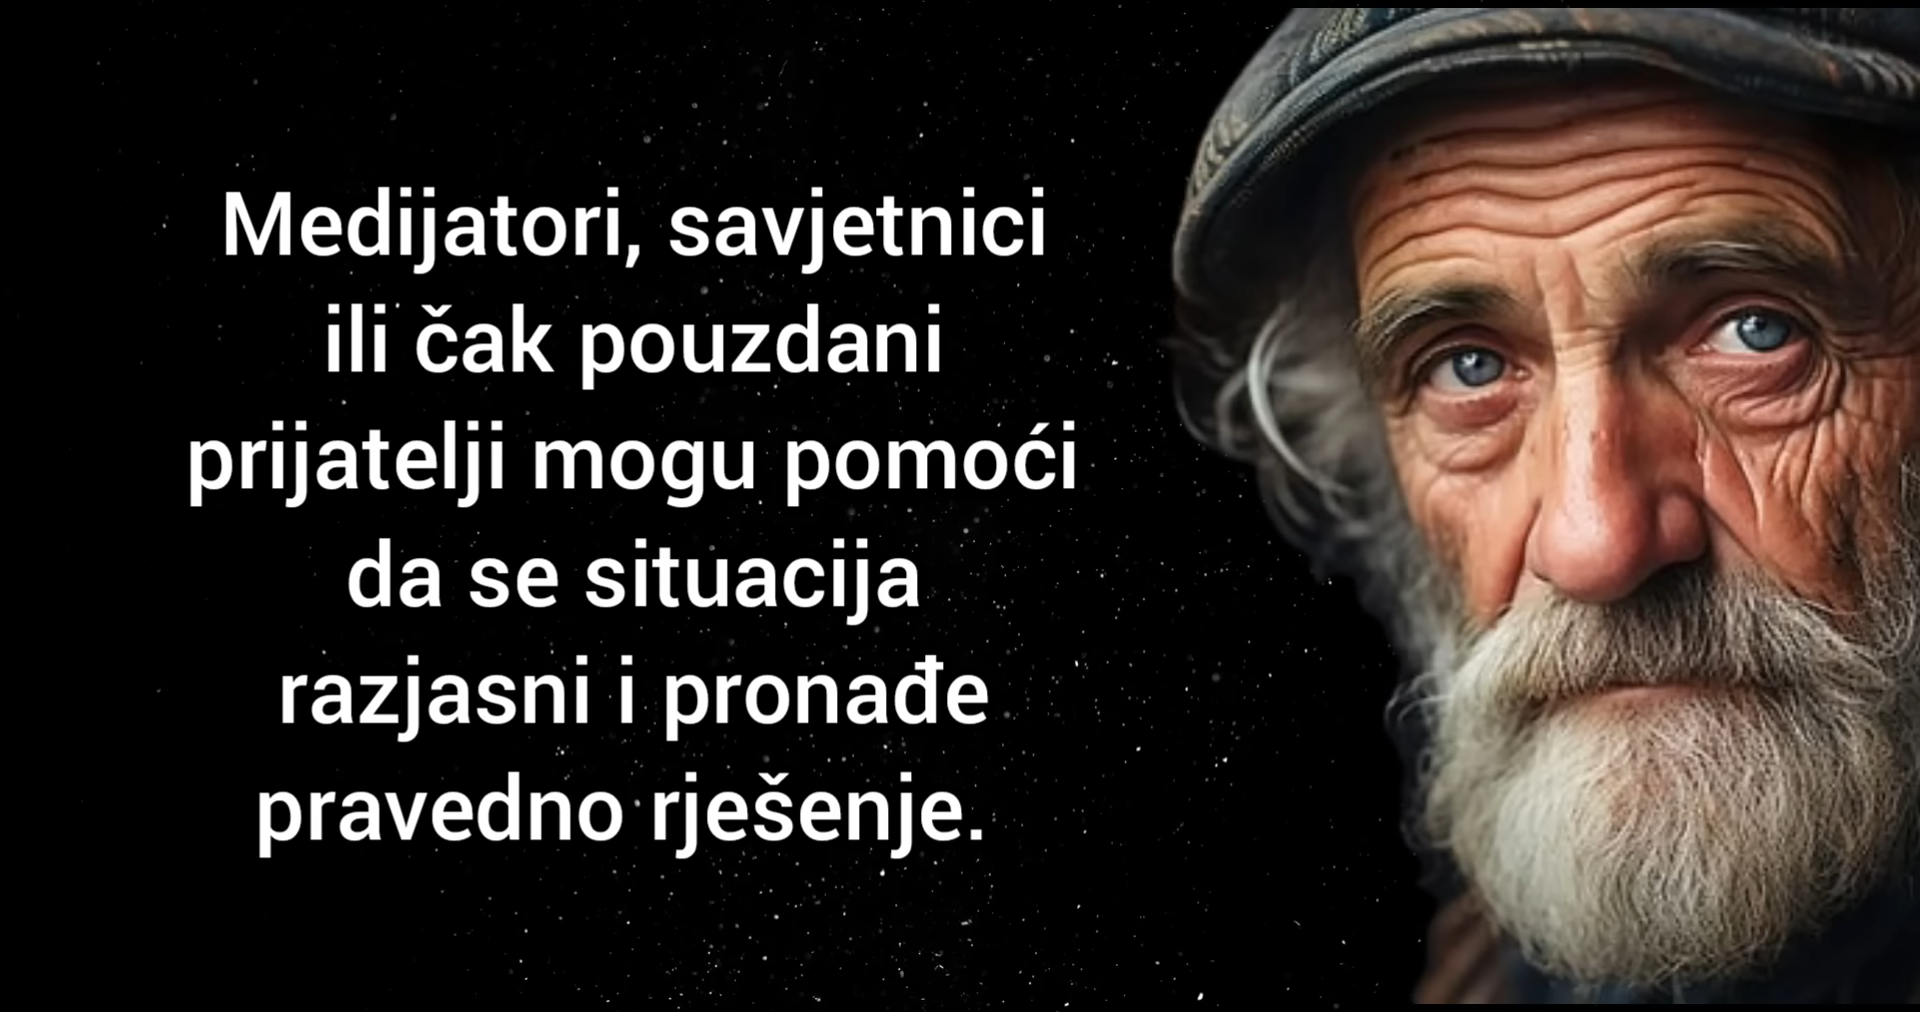 Medijatori, savjetnici
ili čak pouzdani
prijatelji mogu pomoći
da se situacija
razjasni i pronađe
pravedno rješenje.